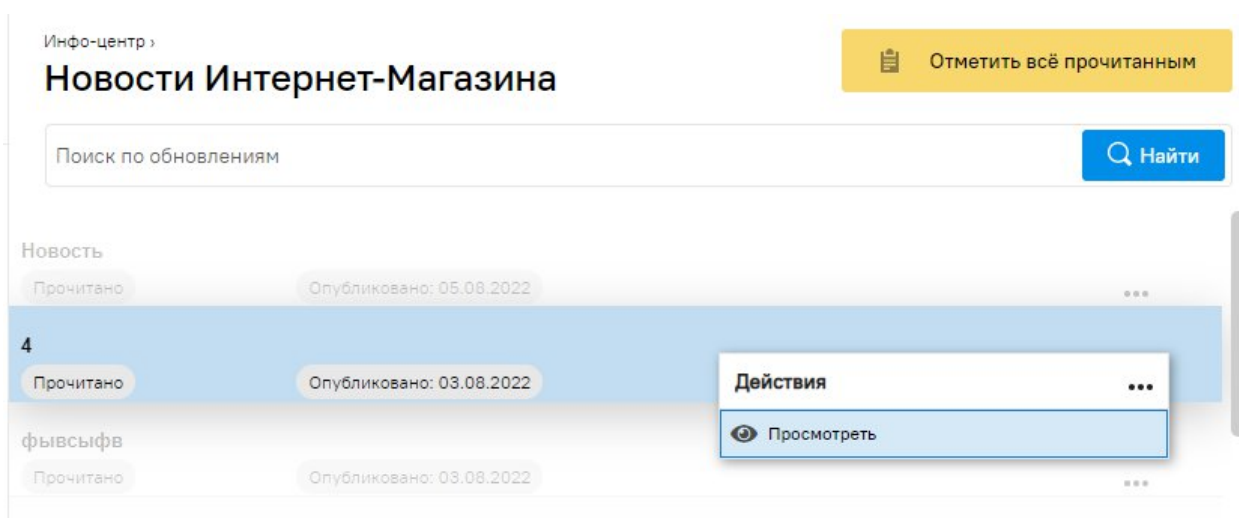 Инфо-центр ›
Новости Интернет-Магазина
Отметить всё прочитанным
Поиск по обновлениям
Найти
Новость
Прочитано Опубликовано: 05.08.2022
4
Прочитано Опубликовано: 03.08.2022
Действия
Просмотреть
фывсыфв
Прочитано Опубликовано: 03.08.2022